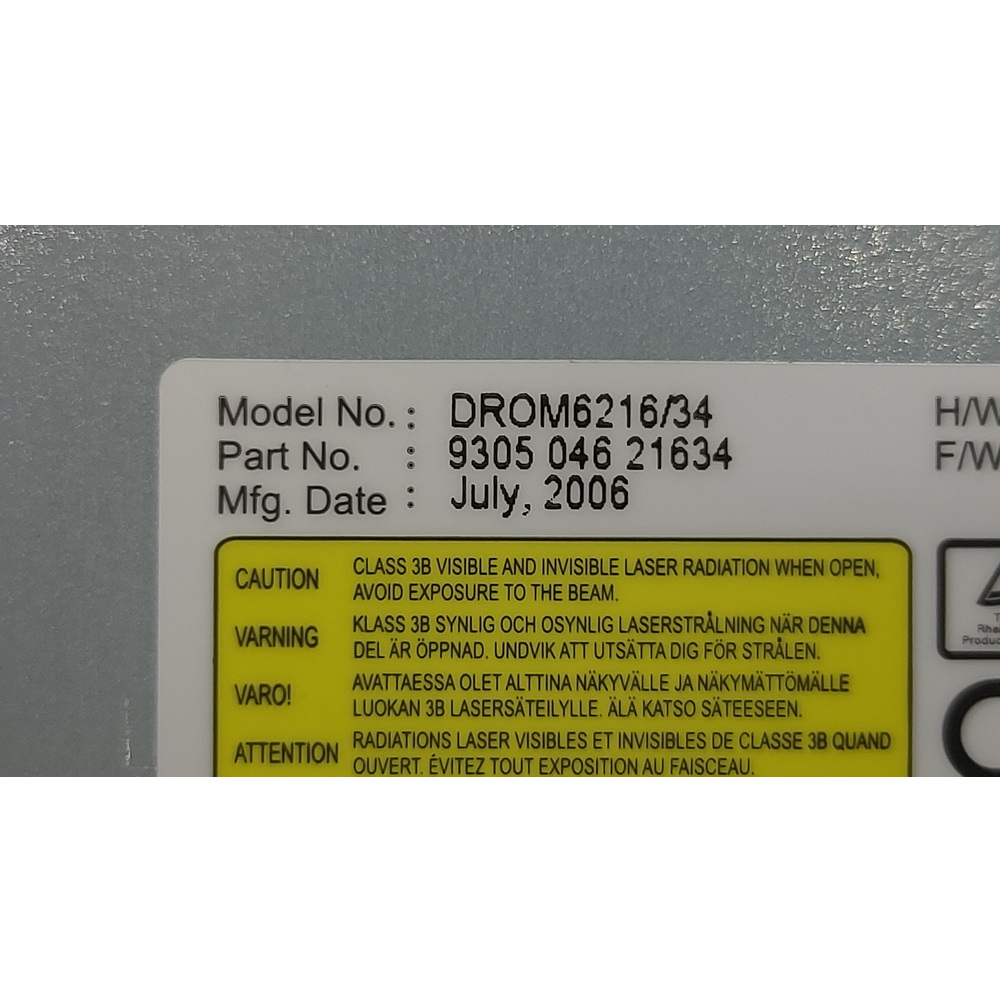 Model No. : DROM6216/34
Part No. : 9305 046 21634
Mfg. Date : July, 2006
H/W
F/W
CAUTION CLASS 3B VISIBLE AND INVISIBLE LASER RADIATION WHEN OPEN,
AVOID EXPOSURE TO THE BEAM.
VARNING KLASS 3B SYNLIG OCH OSYNLIG LASERSTRÅLNING NÄR DENNA
DEL ÄR ÖPPNAD. UNDVIK ATT UTSÄTTA DIG FÖR STRÅLEN.
VARO! AVATTAESSA OLET ALTTINA NÄKYVÄLLE JA NÄKYMÄTTÖMÄLLE
LUOKAN 3B LASERSÄTEILYLLE. ÄLÄ KATSO SÄTEESEEN.
ATTENTION RADIATIONS LASER VISIBLES ET INVISIBLES DE CLASSE 3B QUAND
OUVERT. ÉVITEZ TOUT EXPOSITION AU FAISCEAU.